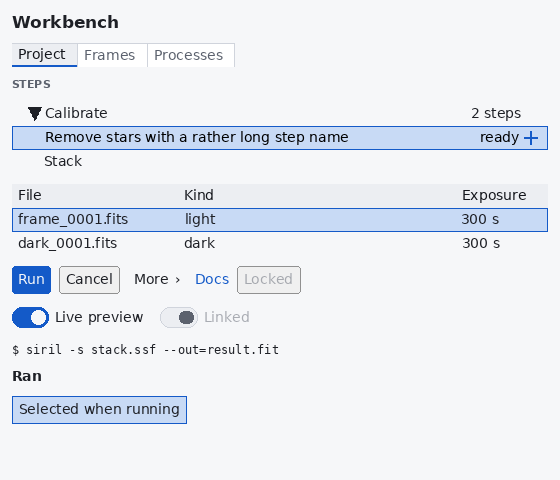 Workbench
Project Frames Processes
STEPS
Calibrate 2 steps
Remove stars with a rather long step name ready +
Stack
File Kind Exposure
frame_0001.fits light 300 s
dark_0001.fits dark 300 s
Run Cancel More › Docs Locked
Live preview Linked
$ siril -s stack.ssf --out=result.fit
Ran
Selected when running